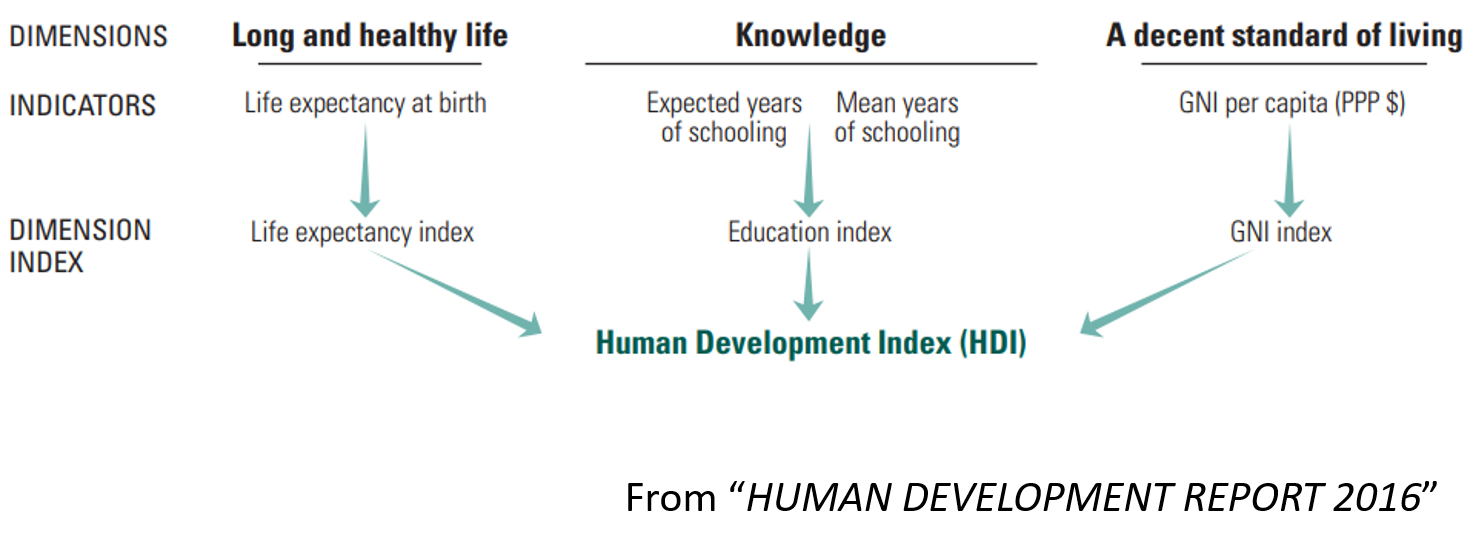 DIMENSIONS Long and healthy life Knowledge A decent standard of living
INDICATORS Life expectancy at birth Expected years of schooling Mean years of schooling GNI per capita (PPP $)
DIMENSION INDEX Life expectancy index Education index GNI index
Human Development Index (HDI)
From “HUMAN DEVELOPMENT REPORT 2016”